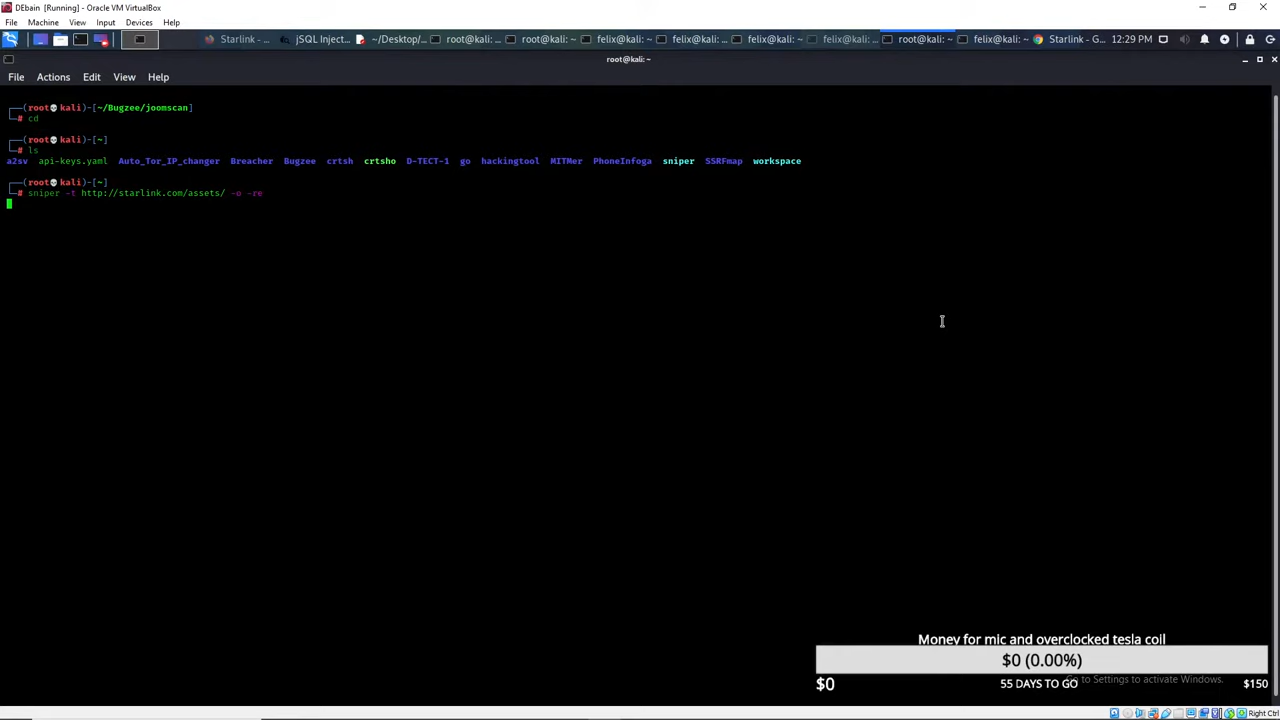 DEbain [Running] - Oracle VM VirtualBox
File Machine View Input Devices Help
Starlink - ... jSQL Inject... ~/Desktop/... root@kali: ~ root@kali: ~ felix@kali: ~ felix@kali: ~ felix@kali: ~ felix@kali: ... root@kali: ~ felix@kali: ~ Starlink - G... 12:29 PM
root@kali: ~
File Actions Edit View Help
┌──(root💀kali)-[~/Bugzee/joomscan]
└─# cd
┌──(root💀kali)-[~]
└─# ls
a2sv api-keys.yaml Auto_Tor_IP_changer Breacher Bugzee crtsh crtsho D-TECT-1 go hackingtool MITMer PhoneInfoga sniper SSRFmap workspace
┌──(root💀kali)-[~]
└─# sniper -t http://starlink.com/assets/ -o -re
Money for mic and overclocked tesla coil
$0 (0.00%)
$0 55 DAYS TO GO $150
Go to Settings to activate Windows.
Right Ctrl